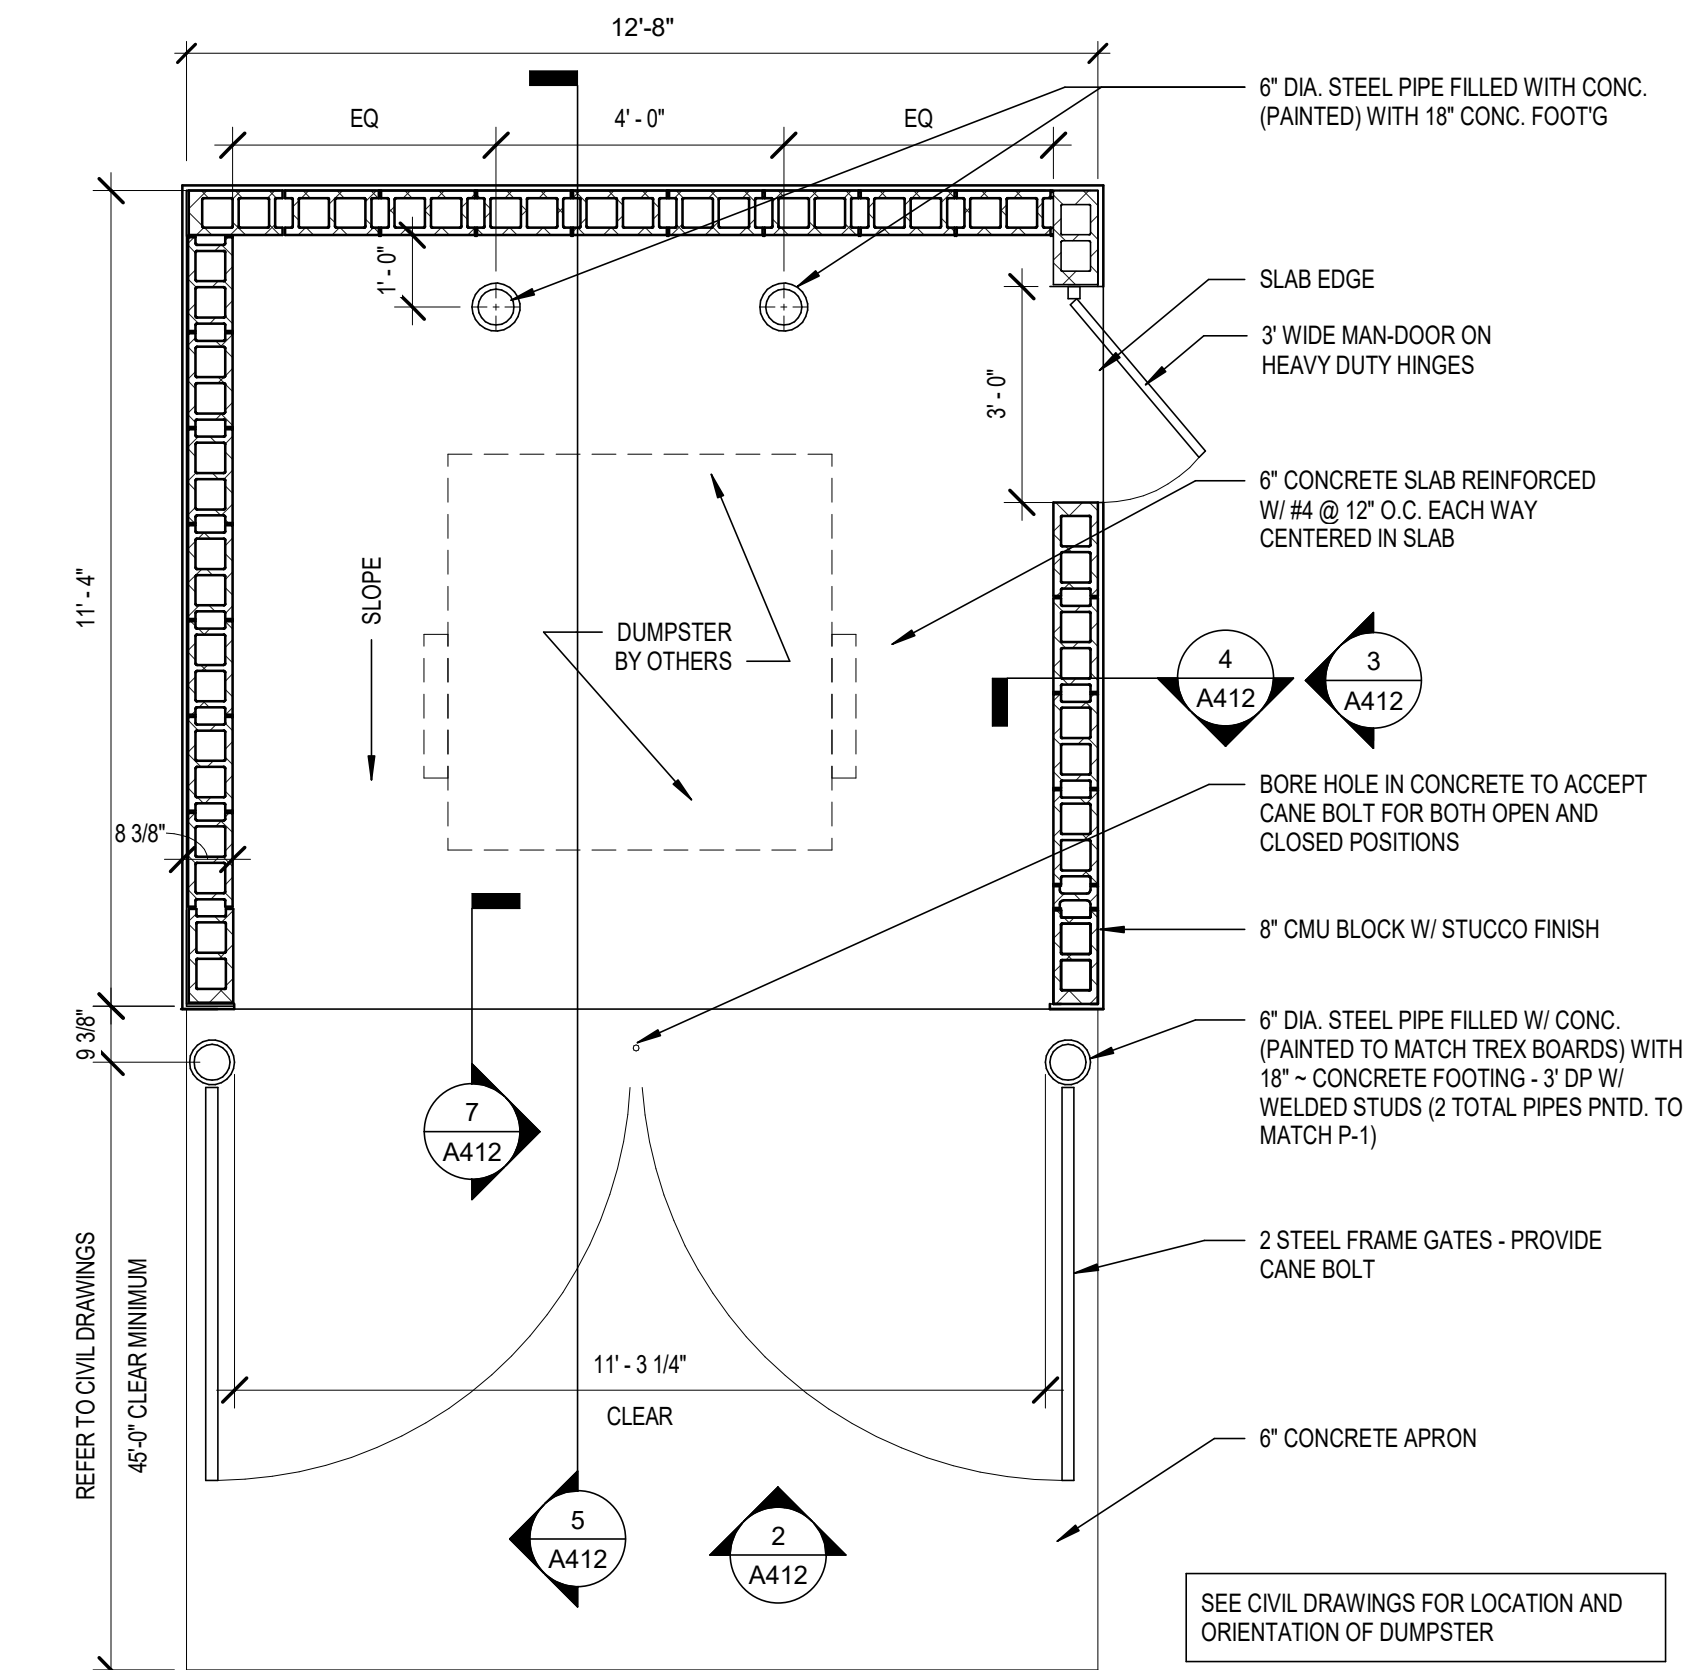 12'-8"
EQ
4' - 0"
EQ
6" DIA. STEEL PIPE FILLED WITH CONC.
(PAINTED) WITH 18" CONC. FOOT'G
1' - 0"
SLAB EDGE
3' WIDE MAN-DOOR ON
HEAVY DUTY HINGES
3' - 0"
6" CONCRETE SLAB REINFORCED
W/ #4 @ 12" O.C. EACH WAY
CENTERED IN SLAB
11' - 4"
SLOPE
DUMPSTER
BY OTHERS
4
A412
3
A412
BORE HOLE IN CONCRETE TO ACCEPT
CANE BOLT FOR BOTH OPEN AND
CLOSED POSITIONS
8 3/8"
8" CMU BLOCK W/ STUCCO FINISH
9 3/8"
6" DIA. STEEL PIPE FILLED W/ CONC.
(PAINTED TO MATCH TREX BOARDS) WITH
18" ~ CONCRETE FOOTING - 3' DP W/
WELDED STUDS (2 TOTAL PIPES PNTD. TO
MATCH P-1)
7
A412
2 STEEL FRAME GATES - PROVIDE
CANE BOLT
REFER TO CIVIL DRAWINGS
45'-0" CLEAR MINIMUM
11' - 3 1/4"
CLEAR
6" CONCRETE APRON
5
A412
2
A412
SEE CIVIL DRAWINGS FOR LOCATION AND
ORIENTATION OF DUMPSTER